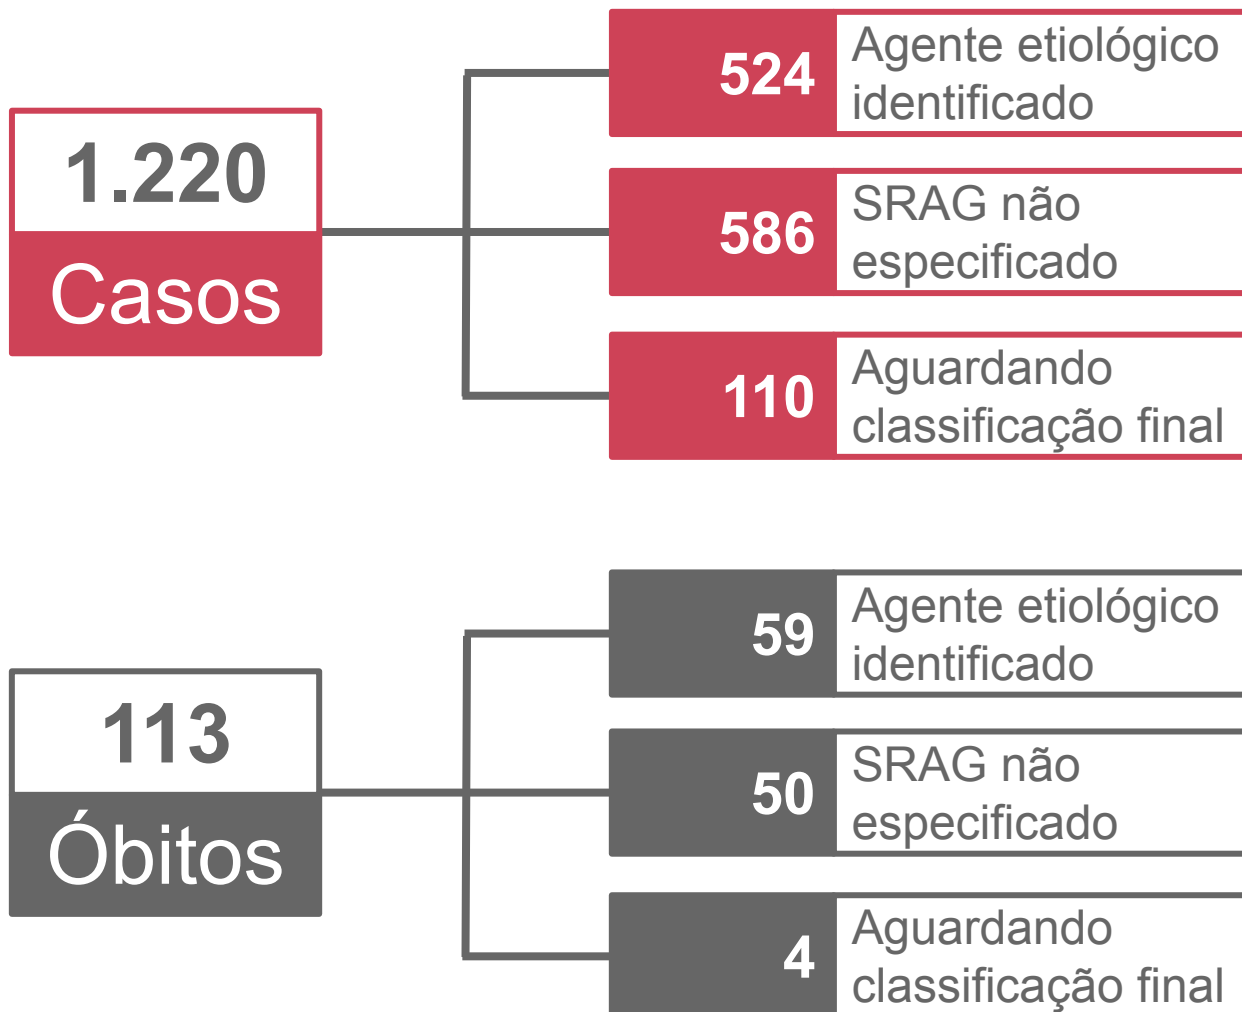 1.220
Casos
524
Agente etiológico
identificado
586
SRAG não
especificado
110
Aguardando
classificação final
113
Óbitos
59
Agente etiológico
identificado
50
SRAG não
especificado
4
Aguardando
classificação final